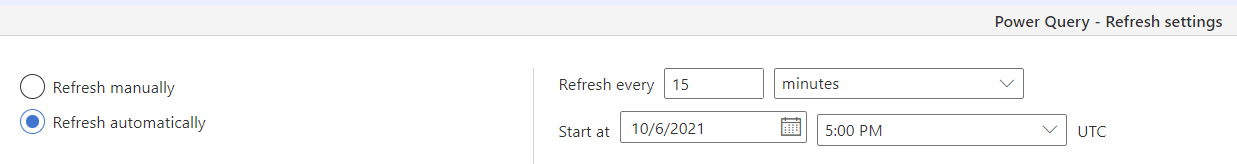 Power Query - Refresh settings
Refresh manually
Refresh automatically
Refresh every 15 minutes
Start at 10/6/2021 5:00 PM UTC